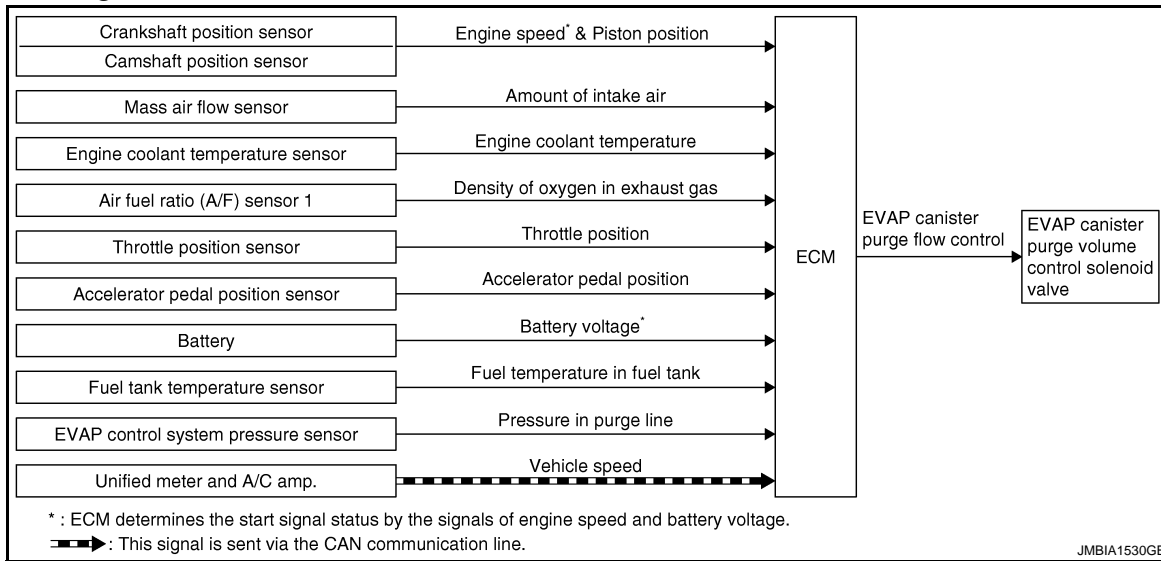 Crankshaft position sensor
Camshaft position sensor
Engine speed* & Piston position
Mass air flow sensor
Amount of intake air
Engine coolant temperature sensor
Engine coolant temperature
Air fuel ratio (A/F) sensor 1
Density of oxygen in exhaust gas
Throttle position sensor
Throttle position
Accelerator pedal position sensor
Accelerator pedal position
Battery
Battery voltage*
Fuel tank temperature sensor
Fuel temperature in fuel tank
EVAP control system pressure sensor
Pressure in purge line
Unified meter and A/C amp.
Vehicle speed
ECM
EVAP canister
purge flow control
EVAP canister
purge volume
control solenoid
valve
* : ECM determines the start signal status by the signals of engine speed and battery voltage.
: This signal is sent via the CAN communication line.